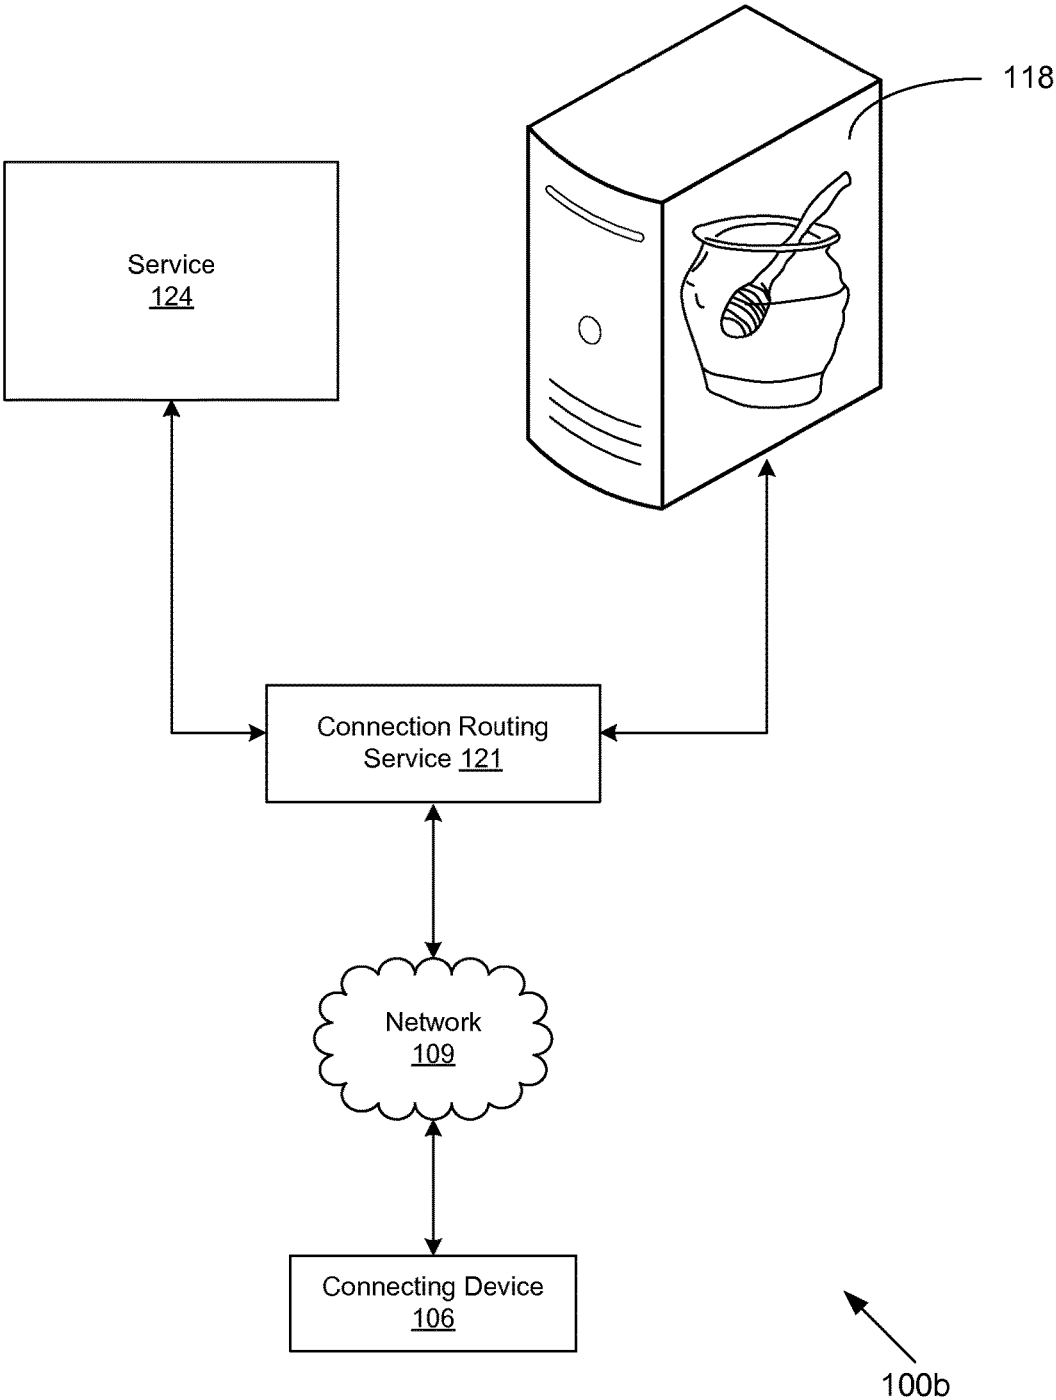 118
Service
124
Connection Routing
Service 121
Network
109
Connecting Device
106
100b